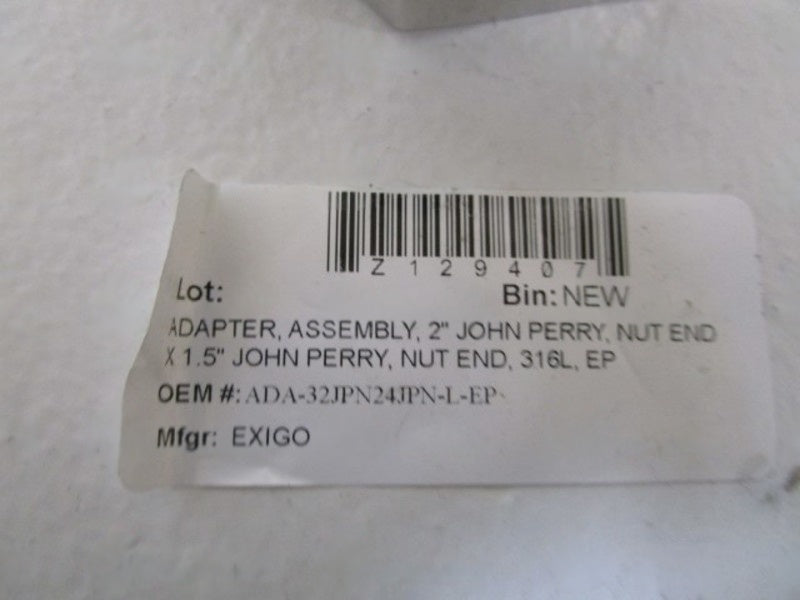 Z129407
Lot: Bin: NEW
ADAPTER, ASSEMBLY, 2" JOHN PERRY, NUT END
X 1.5" JOHN PERRY, NUT END, 316L, EP
OEM #: ADA-32JPN24JPN-L-EP
Mfgr: EXIGO